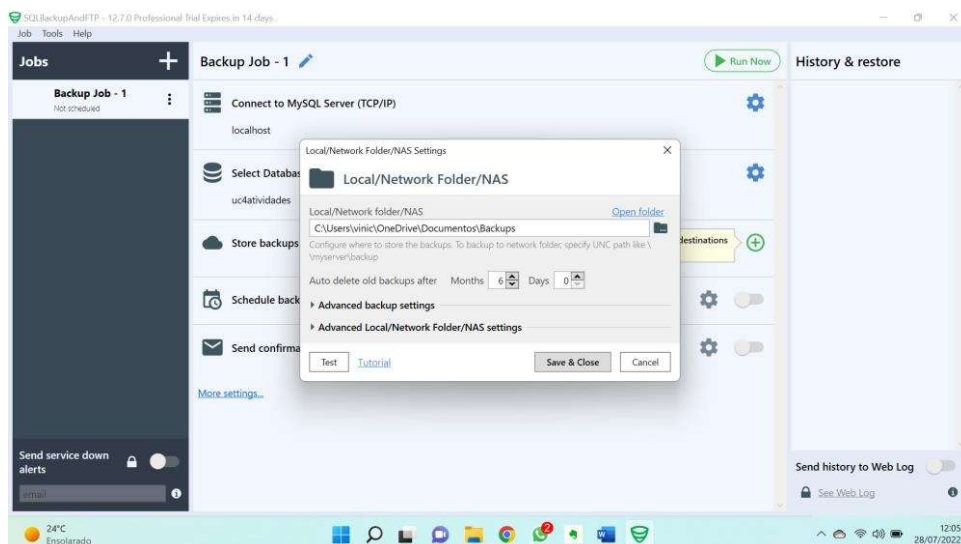 SQLBackupAndFTP - 12.7.0 Professional Trial Expires in 14 days
Job Tools Help
Jobs
Backup Job - 1
Not scheduled
Send service down
alerts
email
Backup Job - 1
Run Now
Connect to MySQL Server (TCP/IP)
localhost
Select Databas
uc4atividades
Store backups
destinations
Schedule back
Send confirma
More settings...
Local/Network Folder/NAS Settings
Local/Network Folder/NAS
Local/Network folder/NAS
Open folder
C:\Users\vinic\OneDrive\Documentos\Backups
Configure where to store the backups. To backup to network folder, specify UNC path like \
\myserver\backup
Auto delete old backups after Months 6 Days 0
Advanced backup settings
Advanced Local/Network Folder/NAS settings
Test Tutorial Save & Close Cancel
History & restore
Send history to Web Log
See Web Log
24°C
Ensolarado
2
12:05
28/07/2022